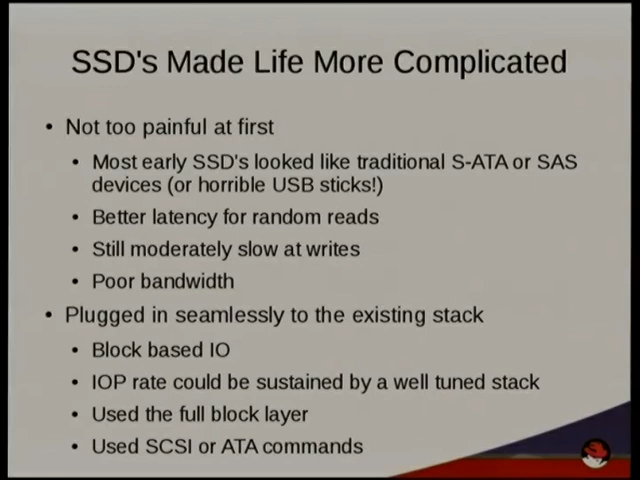 SSD's Made Life More Complicated
• Not too painful at first
• Most early SSD's looked like traditional S-ATA or SAS
devices (or horrible USB sticks!)
• Better latency for random reads
• Still moderately slow at writes
• Poor bandwidth
• Plugged in seamlessly to the existing stack
• Block based IO
• IOP rate could be sustained by a well tuned stack
• Used the full block layer
• Used SCSI or ATA commands